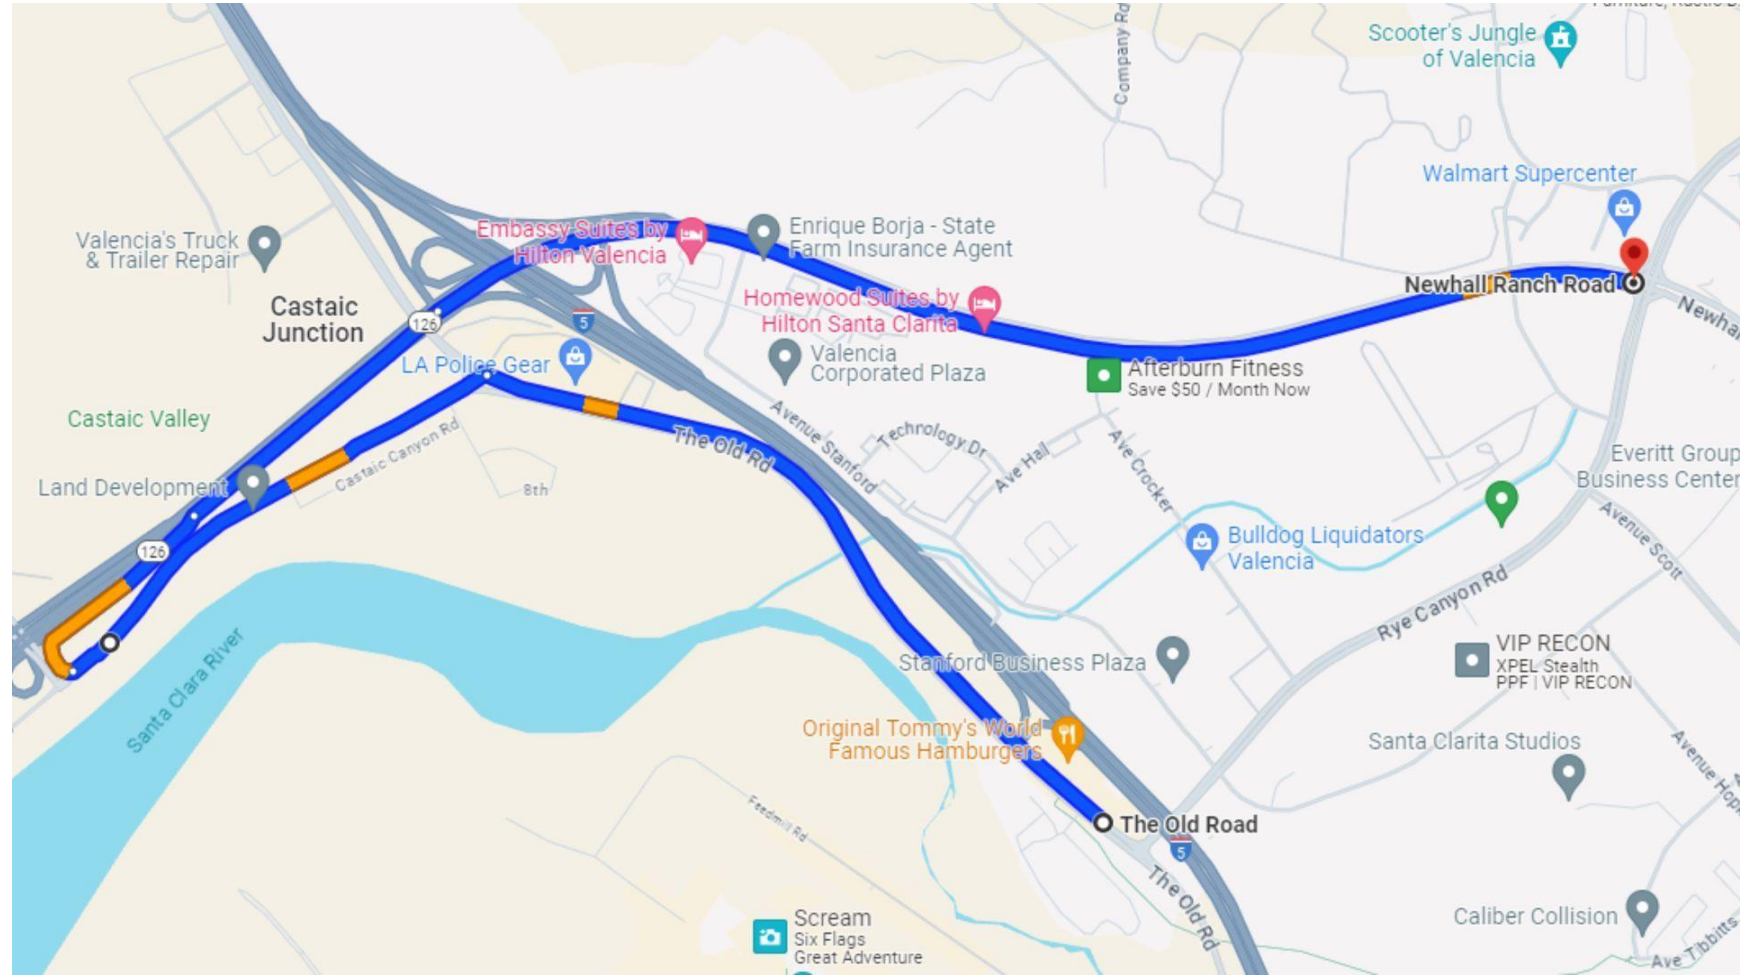 Scooter's Jungle
of Valencia
Company Rd
Walmart Supercenter
Embassy Suites by
Hilton Valencia
Enrique Borja - State
Farm Insurance Agent
Valencia's Truck
& Trailer Repair
Newhall Ranch Road
Castaic
Junction
126
5
Homewood Suites by
Hilton Santa Clarita
LA Police Gear
Valencia
Corporated Plaza
Afterburn Fitness
Save $50 / Month Now
Castaic Valley
The Old Rd
Avenue Stanford
Technology Dr
Ave Hall
Ave Crocker
Castaic Canyon Rd
8th
Land Development
Everitt Group
Business Center
126
Bulldog Liquidators
Valencia
Avenue Scott
Rye Canyon Rd
Santa Clara River
Stanford Business Plaza
VIP RECON
XPEL Stealth
PPF | VIP RECON
Original Tommy's World
Famous Hamburgers
Santa Clarita Studios
Feedmill Rd
The Old Road
5
The Old Rd
Scream
Six Flags
Great Adventure
Caliber Collision
Ave Tibbitts